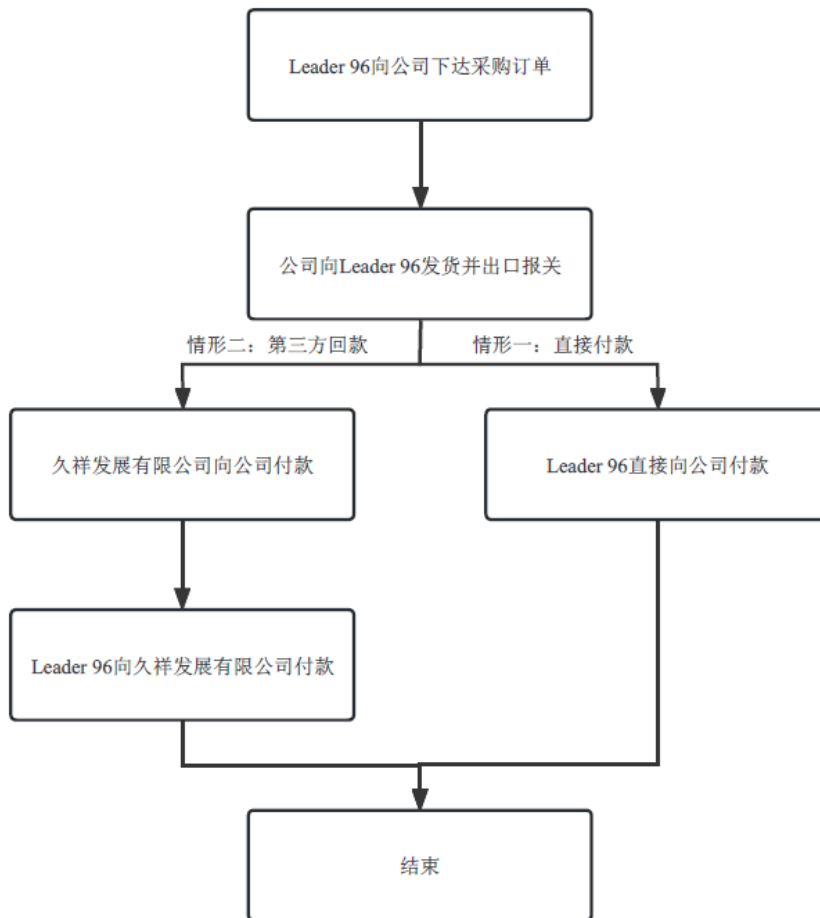 Leader 96向公司下达采购订单
公司向Leader 96发货并出口报关
情形二：第三方回款
情形一：直接付款
久祥发展有限公司向公司付款
Leader 96直接向公司付款
Leader 96向久祥发展有限公司付款
结束